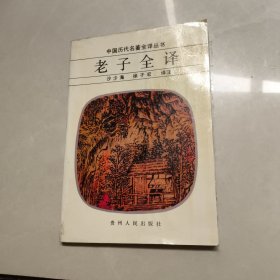 中国历代名著全译丛书
老子全译
沙少海 徐子宏 译注
贵州人民出版社